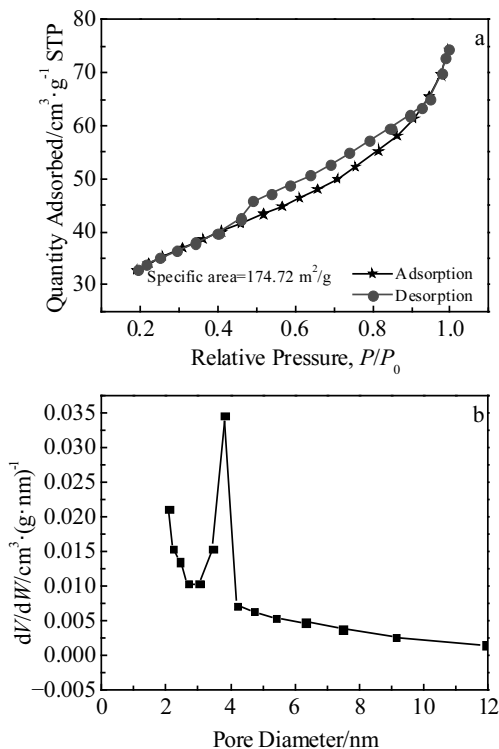 a
80
70
60
50
40
30
Quantity Adsorbed/cm³·g⁻¹ STP
Specific area=174.72 m²/g
Adsorption
Desorption
0.2 0.4 0.6 0.8 1.0
Relative Pressure, P/P₀
b
0.035
0.030
0.025
0.020
0.015
0.010
0.005
0.000
−0.005
dV/dW/cm³·(g·nm)⁻¹
0 2 4 6 8 10 12
Pore Diameter/nm